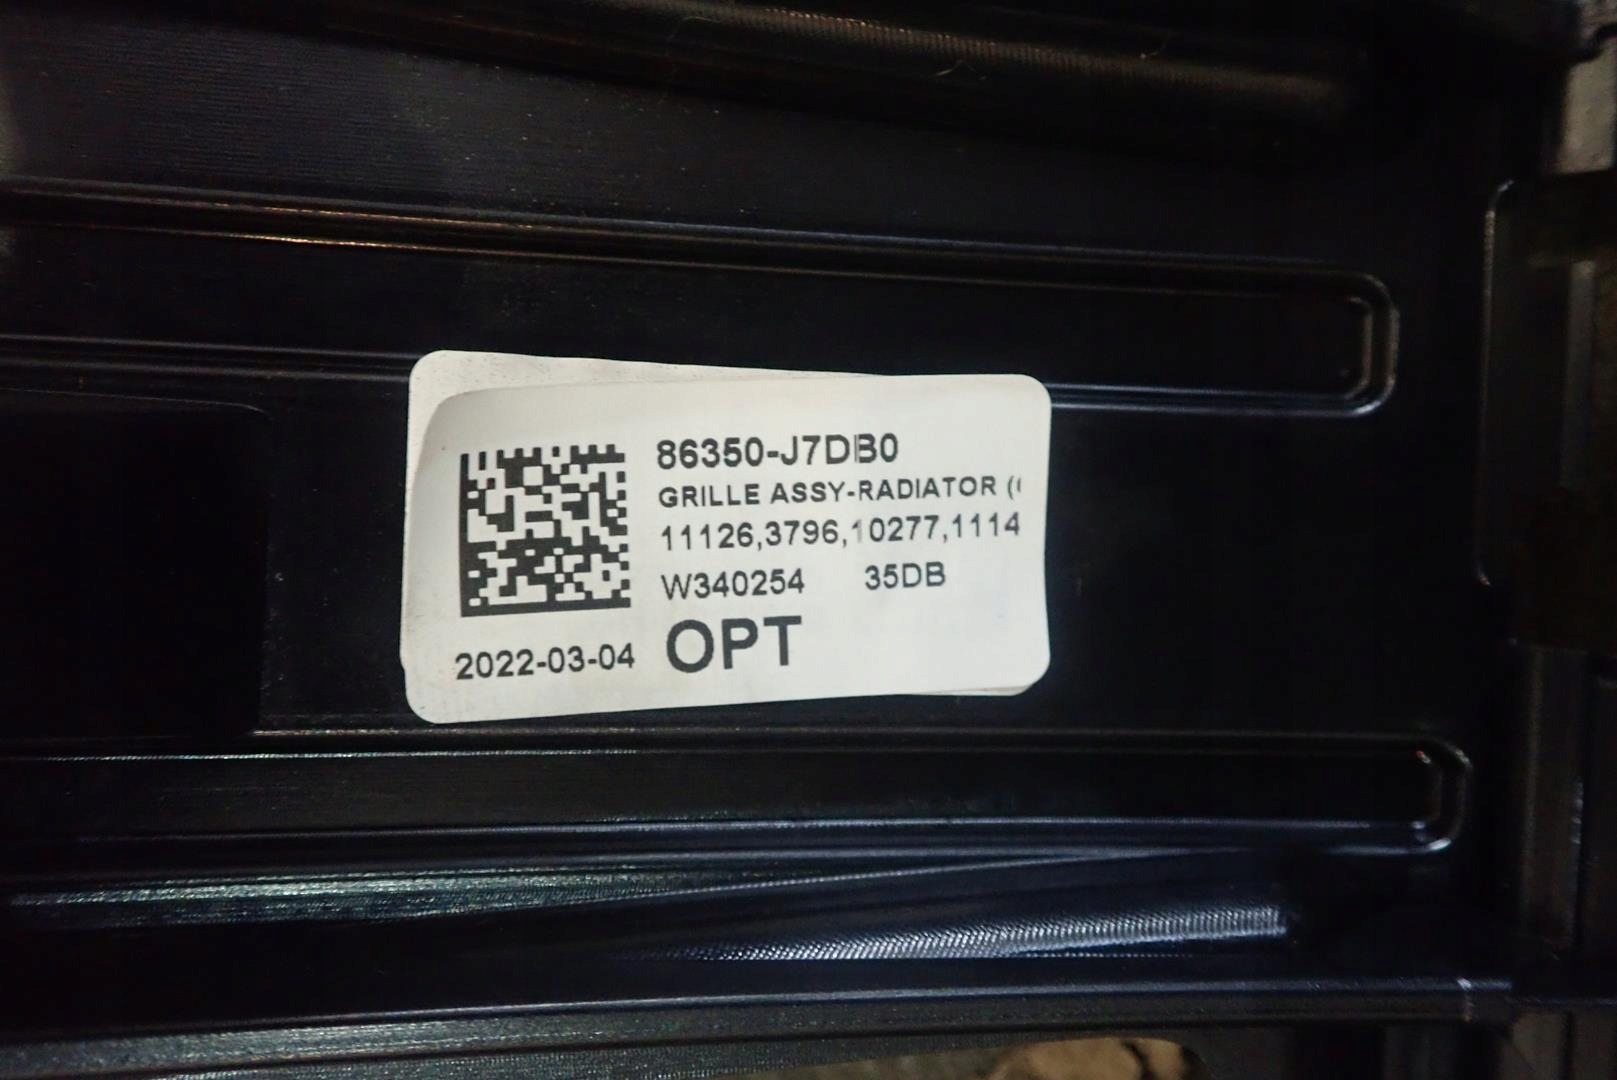 86350-J7DB0
GRILLE ASSY-RADIATOR (
11126,3796,10277,1114
W340254 35DB
2022-03-04 OPT